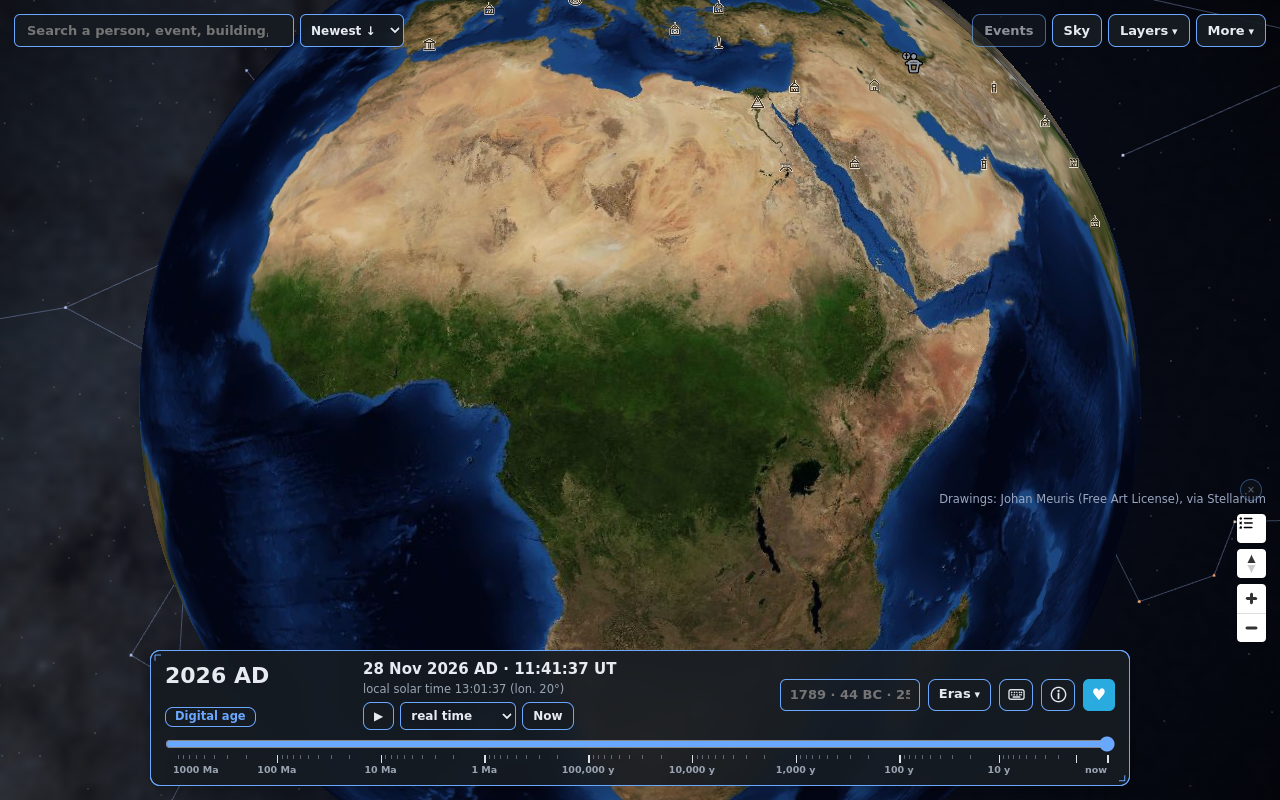 Search a person, event, building,
Newest ↓
Events
Sky
Layers ▾
More ▾
Drawings: Johan Meuris (Free Art License), via Stellarium
2026 AD
28 Nov 2026 AD · 11:41:37 UT
local solar time 13:01:37 (lon. 20°)
Digital age
real time
Now
1789 · 44 BC · 25
Eras ▾
1000 Ma
100 Ma
10 Ma
1 Ma
100,000 y
10,000 y
1,000 y
100 y
10 y
now